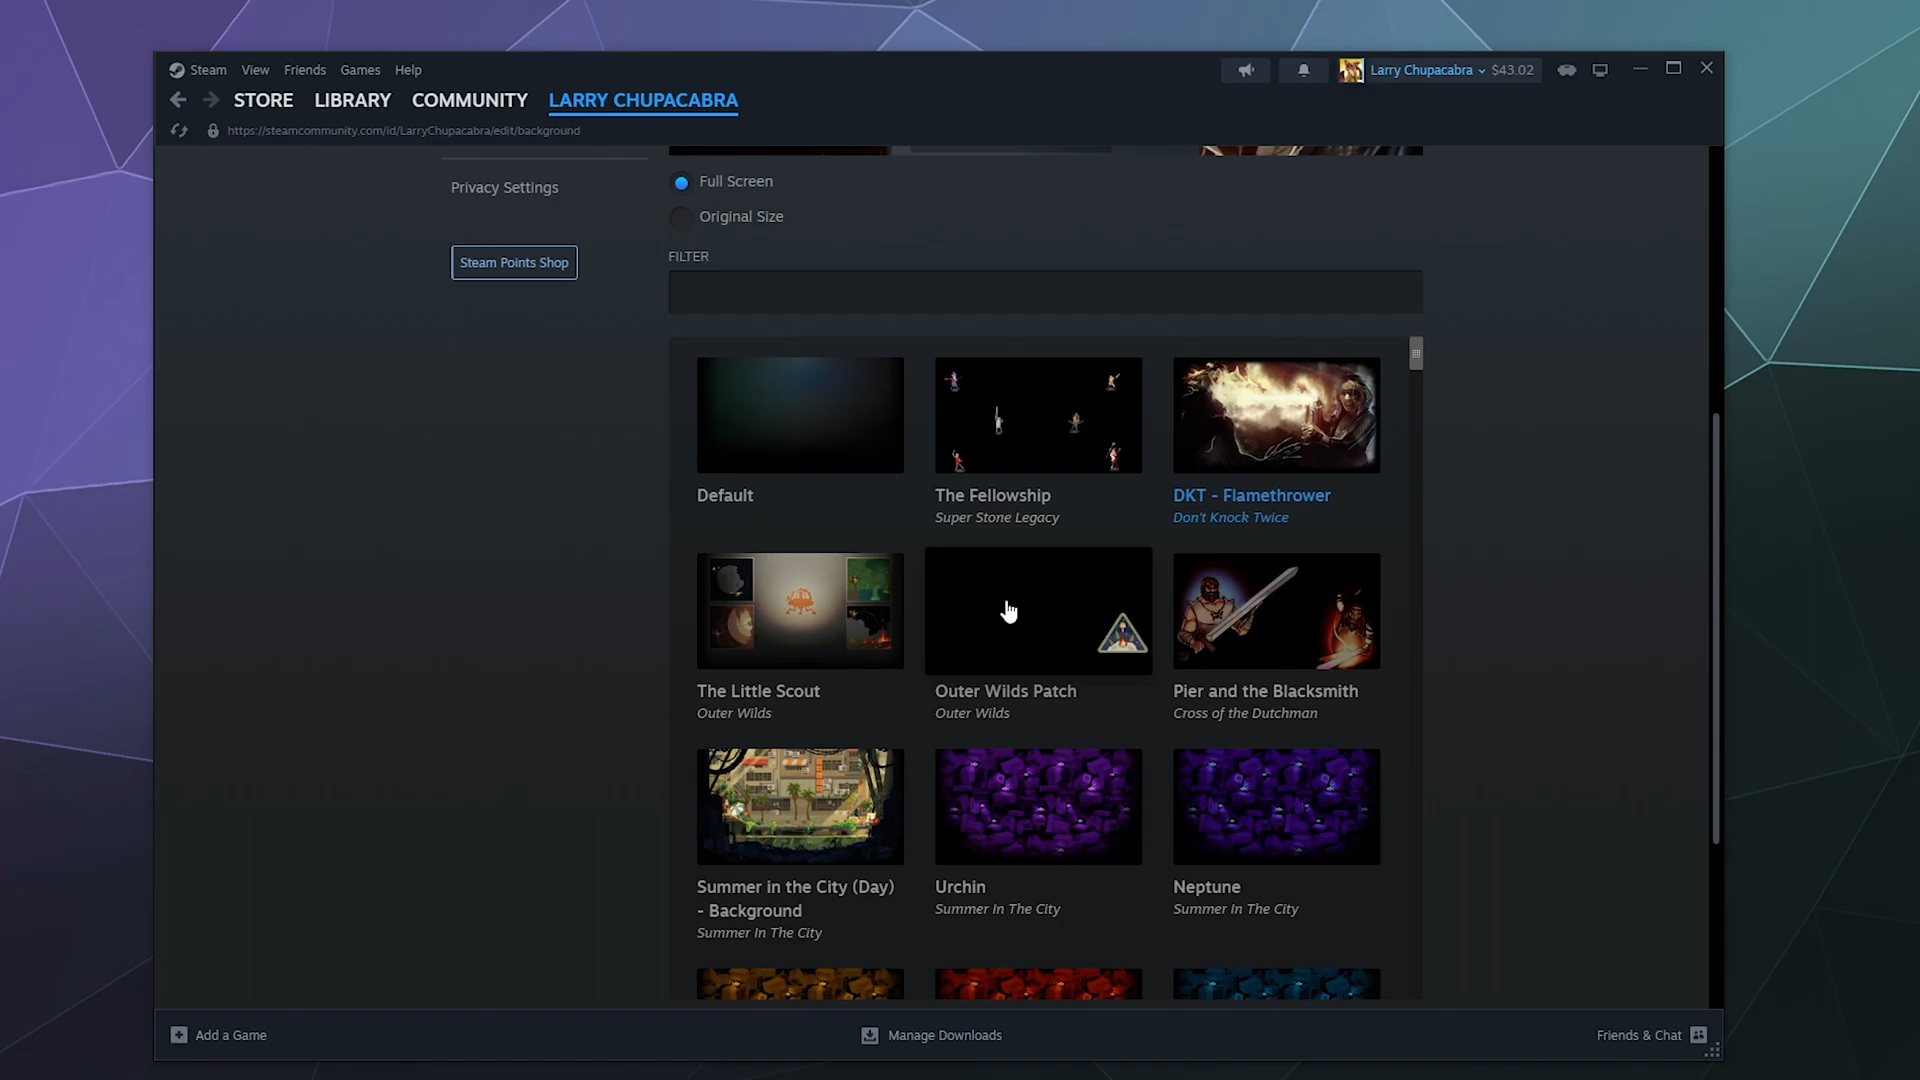 Steam View Friends Games Help
Larry Chupacabra $43.02
STORE LIBRARY COMMUNITY LARRY CHUPACABRA
https://steamcommunity.com/id/LarryChupacabra/edit/background
Privacy Settings
Steam Points Shop
Full Screen
Original Size
FILTER
Default
The Fellowship
Super Stone Legacy
DKT - Flamethrower
Don't Knock Twice
The Little Scout
Outer Wilds
Outer Wilds Patch
Outer Wilds
Pier and the Blacksmith
Cross of the Dutchman
Summer in the City (Day)
- Background
Summer In The City
Urchin
Summer In The City
Neptune
Summer In The City
Add a Game
Manage Downloads
Friends & Chat